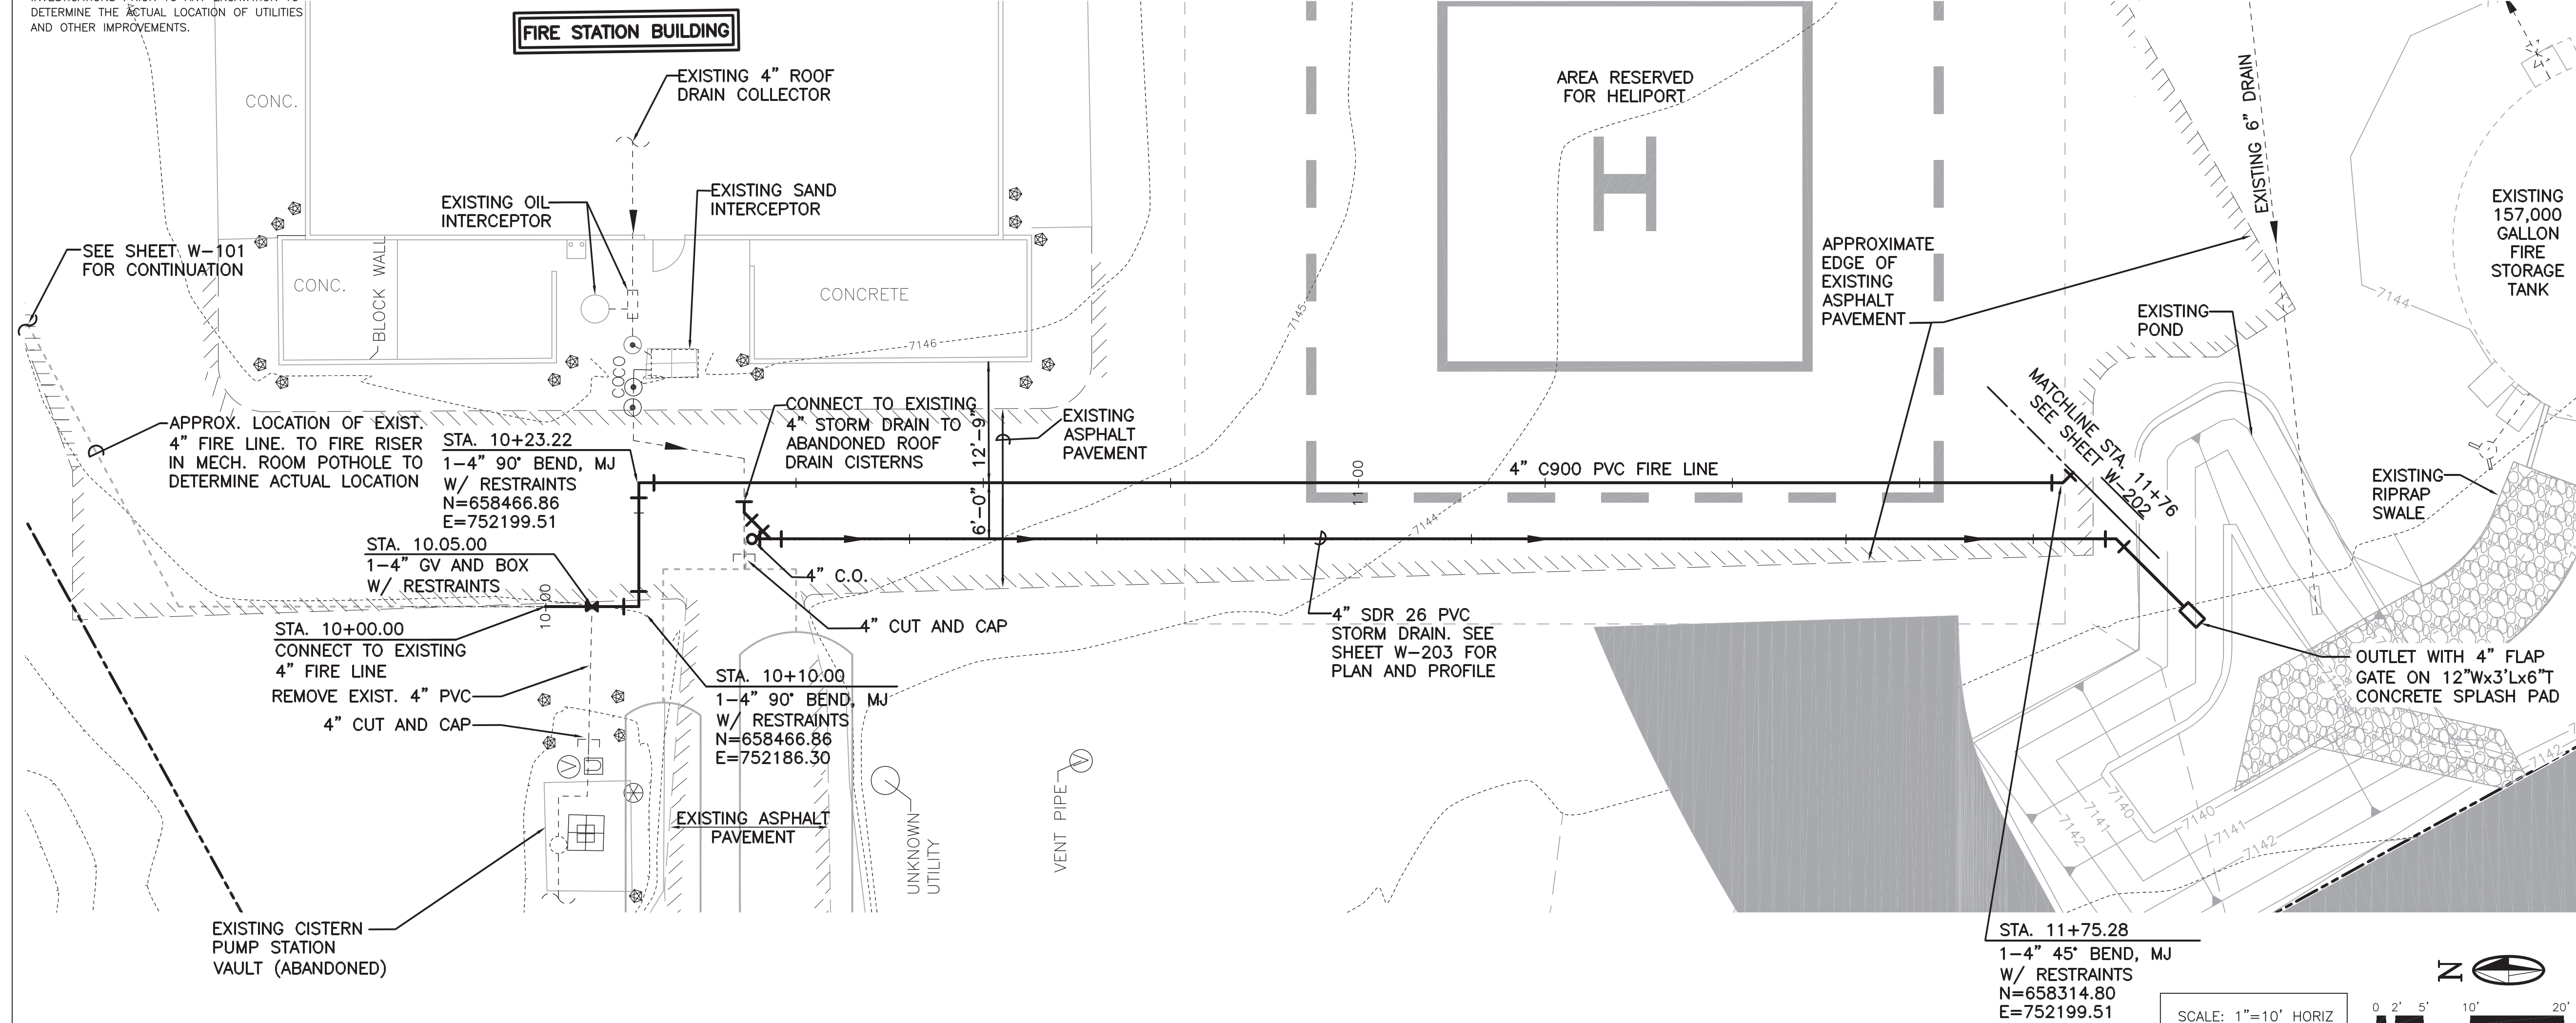 DETERMINE THE ACTUAL LOCATION OF UTILITIES
AND OTHER IMPROVEMENTS.
FIRE STATION BUILDING
CONC.
EXISTING 4" ROOF
DRAIN COLLECTOR
EXISTING OIL
INTERCEPTOR
EXISTING SAND
INTERCEPTOR
SEE SHEET W-101
FOR CONTINUATION
CONC.
BLOCK WALL
CONCRETE
7146
COCO
7145
AREA RESERVED
FOR HELIPORT
H
APPROXIMATE
EDGE OF
EXISTING
ASPHALT
PAVEMENT
EXISTING 6" DRAIN
EXISTING
157,000
GALLON
FIRE
STORAGE
TANK
7144
EXISTING
POND
MATCHLINE STA. 11+76
SEE SHEET W-202
EXISTING
RIPRAP
SWALE
APPROX. LOCATION OF EXIST.
4" FIRE LINE. TO FIRE RISER
IN MECH. ROOM POTHOLE TO
DETERMINE ACTUAL LOCATION
STA. 10+23.22
1-4" 90° BEND, MJ
W/ RESTRAINTS
N=658466.86
E=752199.51
CONNECT TO EXISTING
4" STORM DRAIN TO
ABANDONED ROOF
DRAIN CISTERNS
12'-9"
6'-0"
EXISTING
ASPHALT
PAVEMENT
4" C900 PVC FIRE LINE
11+00
7144
STA. 10.05.00
1-4" GV AND BOX
W/ RESTRAINTS
10+00
4" C.O.
4" CUT AND CAP
STA. 10+00.00
CONNECT TO EXISTING
4" FIRE LINE
REMOVE EXIST. 4" PVC
4" CUT AND CAP
STA. 10+10.00
1-4" 90° BEND, MJ
W/ RESTRAINTS
N=658466.86
E=752186.30
4" SDR 26 PVC
STORM DRAIN. SEE
SHEET W-203 FOR
PLAN AND PROFILE
OUTLET WITH 4" FLAP
GATE ON 12"Wx3'Lx6"T
CONCRETE SPLASH PAD
V
U
V
EXISTING ASPHALT
PAVEMENT
UNKNOWN
UTILITY
VENT PIPE
7142
7141
7140
7140
7141
7142
7142
EXISTING CISTERN
PUMP STATION
VAULT (ABANDONED)
STA. 11+75.28
1-4" 45° BEND, MJ
W/ RESTRAINTS
N=658314.80
E=752199.51
N
SCALE: 1"=10' HORIZ
0 2' 5' 10' 20'